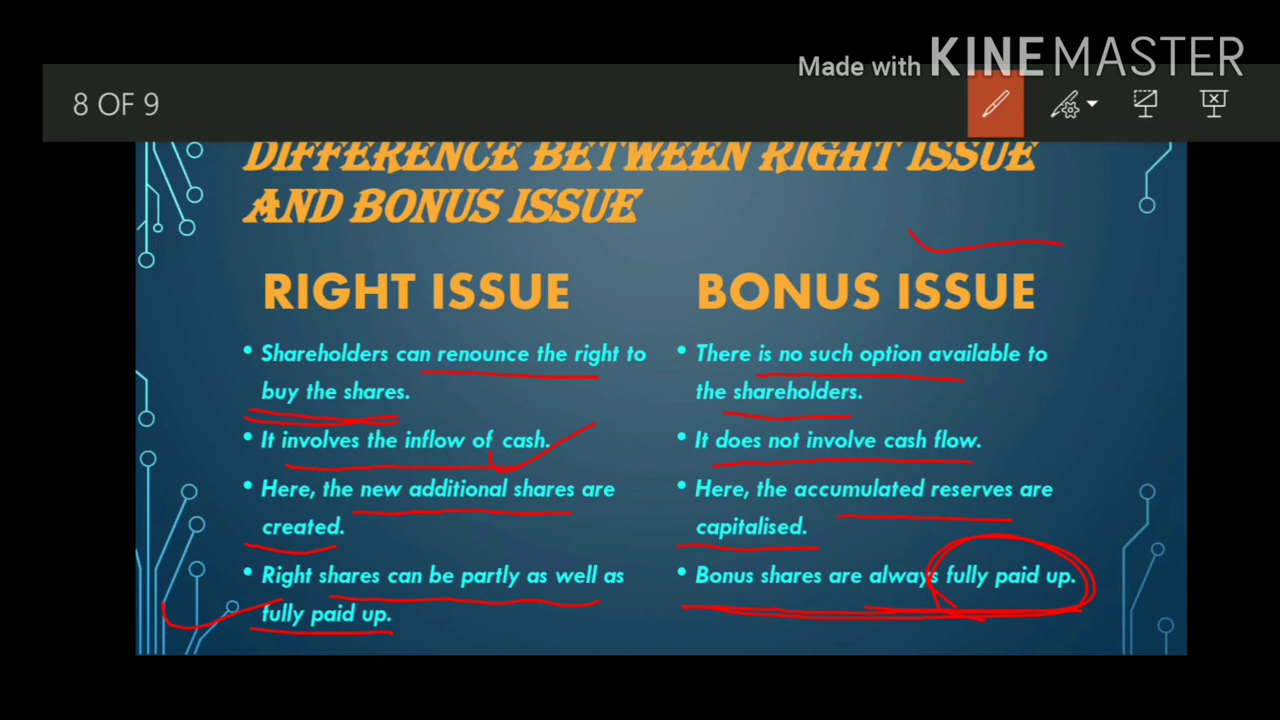 Made with KINEMASTER
8 OF 9
DIFFERENCE BETWEEN RIGHT ISSUE
AND BONUS ISSUE
RIGHT ISSUE
• Shareholders can renounce the right to
buy the shares.
• It involves the inflow of cash.
• Here, the new additional shares are
created.
• Right shares can be partly as well as
fully paid up.
BONUS ISSUE
• There is no such option available to
the shareholders.
• It does not involve cash flow.
• Here, the accumulated reserves are
capitalised.
• Bonus shares are always fully paid up.